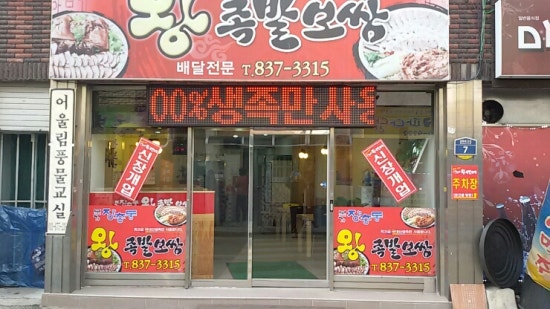 왕 족발보쌈
배달전문 T.837-3315
00%생족만사용
어울림풍물교실
신장개업
신장개업
7
주차장
왕 족발보쌈
T.837-3315
왕 족발보쌈
T.837-3315